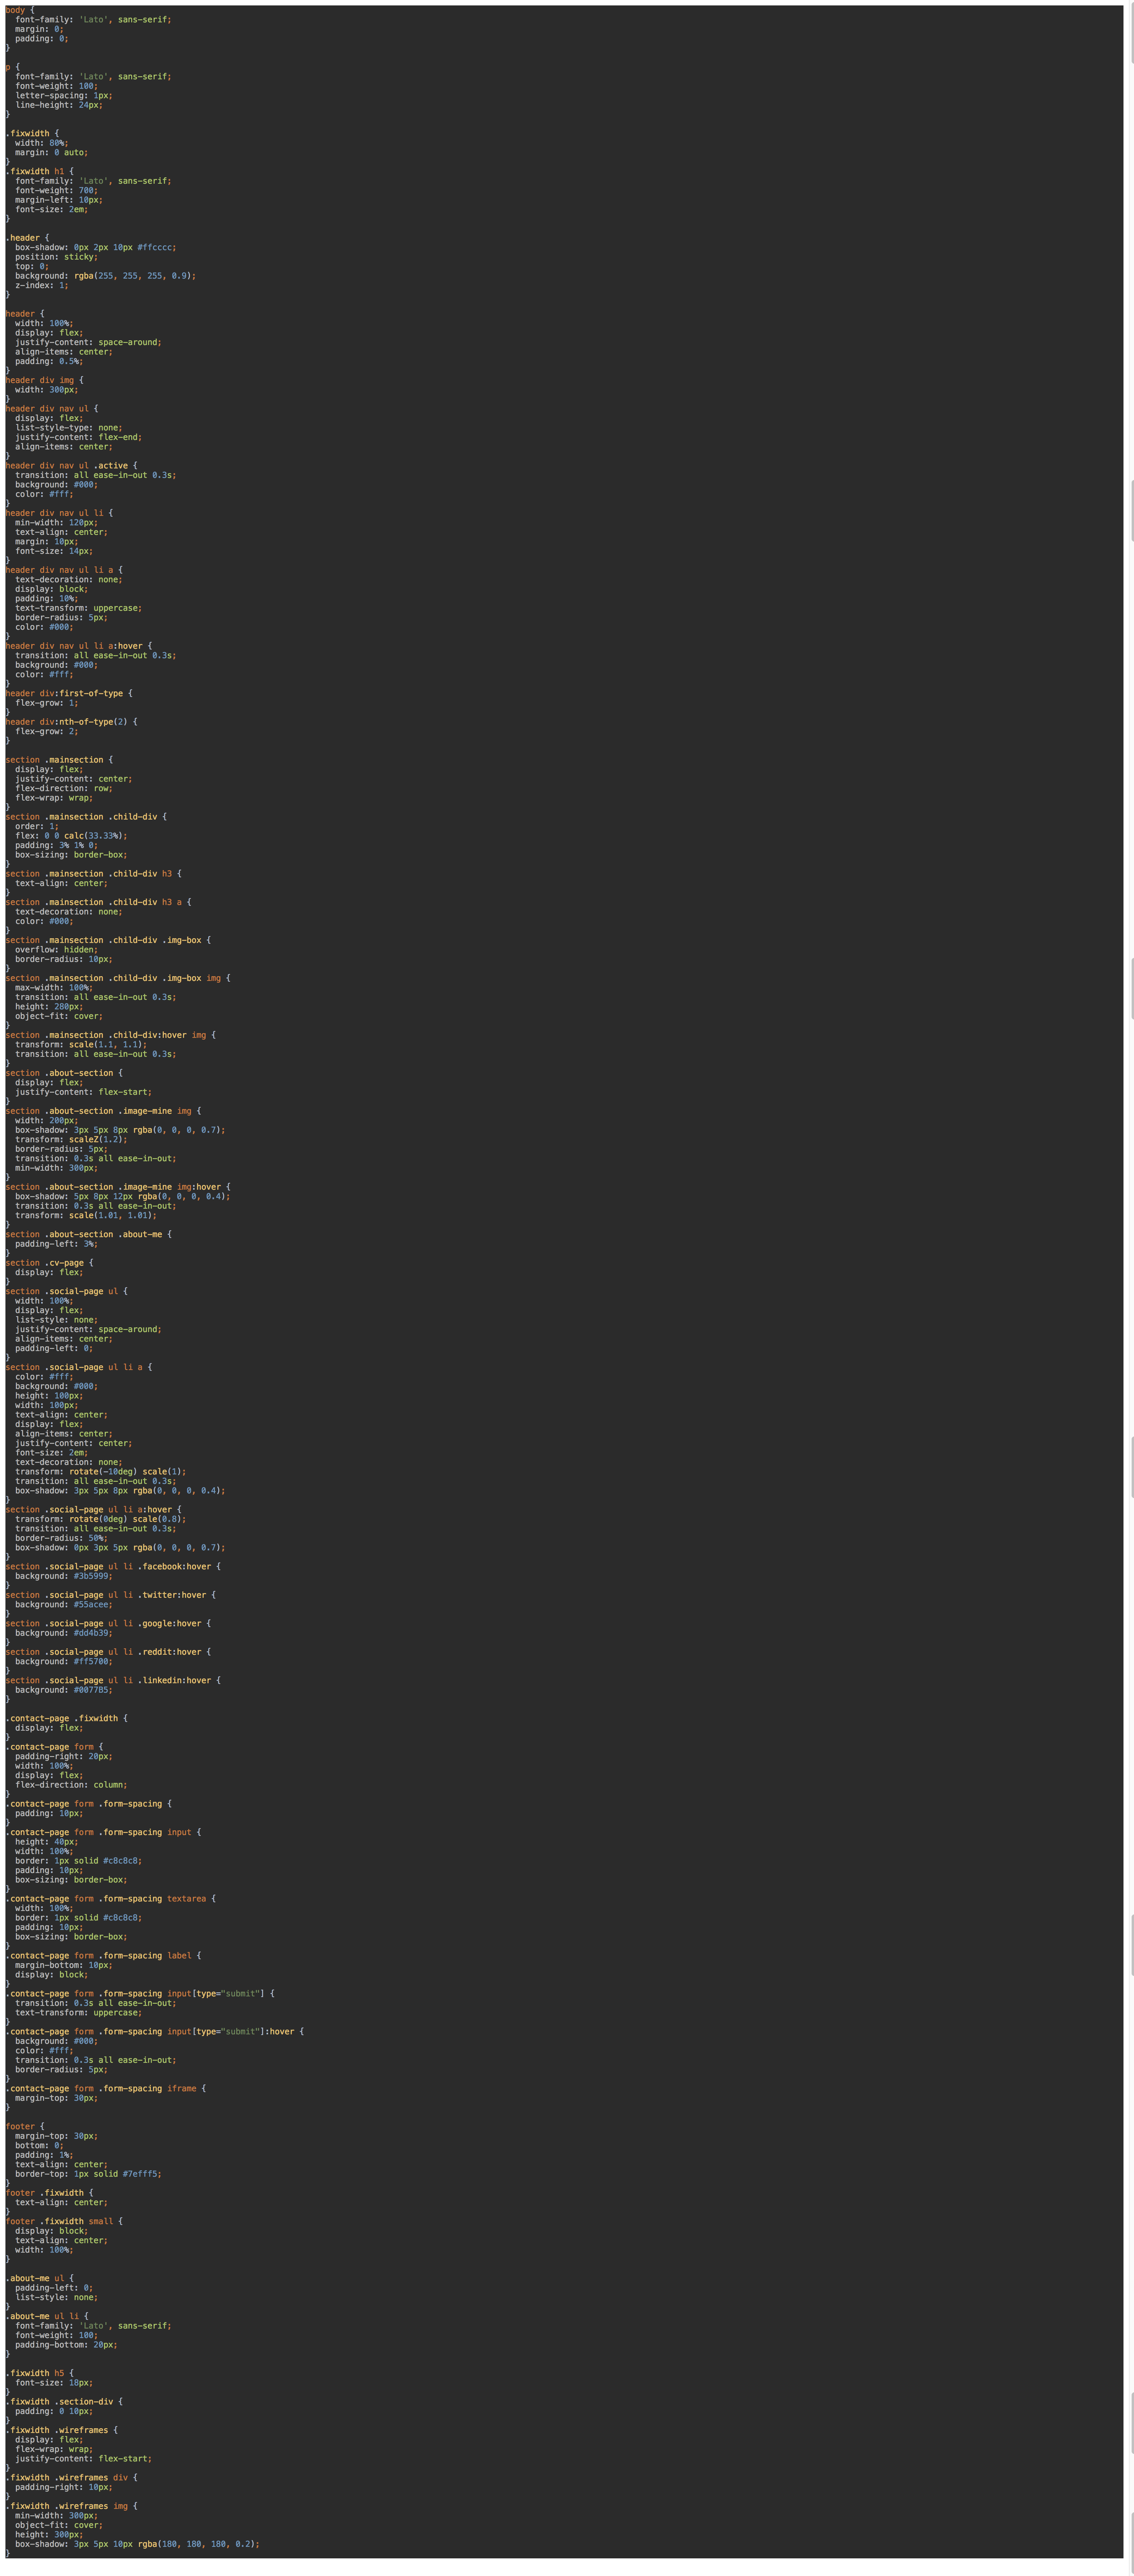 body {
  font-family: 'Lato', sans-serif;
  margin: 0;
  padding: 0;
}

p {
  font-family: 'Lato', sans-serif;
  font-weight: 100;
  letter-spacing: 1px;
  line-height: 24px;
}

.fixwidth {
  width: 80%;
  margin: 0 auto;
}
.fixwidth h1 {
  font-family: 'Lato', sans-serif;
  font-weight: 700;
  margin-left: 10px;
  font-size: 2em;
}

.header {
  box-shadow: 0px 2px 10px #ffcccc;
  position: sticky;
  top: 0;
  background: rgba(255, 255, 255, 0.9);
  z-index: 1;
}

header {
  width: 100%;
  display: flex;
  justify-content: space-around;
  align-items: center;
  padding: 0.5%;
}
header div img {
  width: 300px;
}
header div nav ul {
  display: flex;
  list-style-type: none;
  justify-content: flex-end;
  align-items: center;
}
header div nav ul .active {
  transition: all ease-in-out 0.3s;
  background: #000;
  color: #fff;
}
header div nav ul li {
  min-width: 120px;
  text-align: center;
  margin: 10px;
  font-size: 14px;
}
header div nav ul li a {
  text-decoration: none;
  display: block;
  padding: 10%;
  text-transform: uppercase;
  border-radius: 5px;
  color: #000;
}
header div nav ul li a:hover {
  transition: all ease-in-out 0.3s;
  background: #000;
  color: #fff;
}
header div:first-of-type {
  flex-grow: 1;
}
header div:nth-of-type(2) {
  flex-grow: 2;
}

section .mainsection {
  display: flex;
  justify-content: center;
  flex-direction: row;
  flex-wrap: wrap;
}
section .mainsection .child-div {
  order: 1;
  flex: 0 0 calc(33.33%);
  padding: 3% 1% 0;
  box-sizing: border-box;
}
section .mainsection .child-div h3 {
  text-align: center;
}
section .mainsection .child-div h3 a {
  text-decoration: none;
  color: #000;
}
section .mainsection .child-div .img-box {
  overflow: hidden;
  border-radius: 10px;
}
section .mainsection .child-div .img-box img {
  max-width: 100%;
  transition: all ease-in-out 0.3s;
  height: 280px;
  object-fit: cover;
}
section .mainsection .child-div:hover img {
  transform: scale(1.1, 1.1);
  transition: all ease-in-out 0.3s;
}
section .about-section {
  display: flex;
  justify-content: flex-start;
}
section .about-section .image-mine img {
  width: 200px;
  box-shadow: 3px 5px 8px rgba(0, 0, 0, 0.7);
  transform: scaleZ(1.2);
  border-radius: 5px;
  transition: 0.3s all ease-in-out;
  min-width: 300px;
}
section .about-section .image-mine img:hover {
  box-shadow: 5px 8px 12px rgba(0, 0, 0, 0.4);
  transition: 0.3s all ease-in-out;
  transform: scale(1.01, 1.01);
}
section .about-section .about-me {
  padding-left: 3%;
}
section .cv-page {
  display: flex;
}
section .social-page ul {
  width: 100%;
  display: flex;
  list-style: none;
  justify-content: space-around;
  align-items: center;
  padding-left: 0;
}
section .social-page ul li a {
  color: #fff;
  background: #000;
  height: 100px;
  width: 100px;
  text-align: center;
  display: flex;
  align-items: center;
  justify-content: center;
  font-size: 2em;
  text-decoration: none;
  transform: rotate(-10deg) scale(1);
  transition: all ease-in-out 0.3s;
  box-shadow: 3px 5px 8px rgba(0, 0, 0, 0.4);
}
section .social-page ul li a:hover {
  transform: rotate(0deg) scale(0.8);
  transition: all ease-in-out 0.3s;
  border-radius: 50%;
  box-shadow: 0px 3px 5px rgba(0, 0, 0, 0.7);
}
section .social-page ul li .facebook:hover {
  background: #3b5999;
}
section .social-page ul li .twitter:hover {
  background: #55acee;
}
section .social-page ul li .google:hover {
  background: #dd4b39;
}
section .social-page ul li .reddit:hover {
  background: #ff5700;
}
section .social-page ul li .linkedin:hover {
  background: #0077B5;
}

.contact-page .fixwidth {
  display: flex;
}
.contact-page form {
  padding-right: 20px;
  width: 100%;
  display: flex;
  flex-direction: column;
}
.contact-page form .form-spacing {
  padding: 10px;
}
.contact-page form .form-spacing input {
  height: 40px;
  width: 100%;
  border: 1px solid #c8c8c8;
  padding: 10px;
  box-sizing: border-box;
}
.contact-page form .form-spacing textarea {
  width: 100%;
  border: 1px solid #c8c8c8;
  padding: 10px;
  box-sizing: border-box;
}
.contact-page form .form-spacing label {
  margin-bottom: 10px;
  display: block;
}
.contact-page form .form-spacing input[type="submit"] {
  transition: 0.3s all ease-in-out;
  text-transform: uppercase;
}
.contact-page form .form-spacing input[type="submit"]:hover {
  background: #000;
  color: #fff;
  transition: 0.3s all ease-in-out;
  border-radius: 5px;
}
.contact-page form .form-spacing iframe {
  margin-top: 30px;
}

footer {
  margin-top: 30px;
  bottom: 0;
  padding: 1%;
  text-align: center;
  border-top: 1px solid #7efff5;
}
footer .fixwidth {
  text-align: center;
}
footer .fixwidth small {
  display: block;
  text-align: center;
  width: 100%;
}

.about-me ul {
  padding-left: 0;
  list-style: none;
}
.about-me ul li {
  font-family: 'Lato', sans-serif;
  font-weight: 100;
  padding-bottom: 20px;
}

.fixwidth h5 {
  font-size: 18px;
}
.fixwidth .section-div {
  padding: 0 10px;
}
.fixwidth .wireframes {
  display: flex;
  flex-wrap: wrap;
  justify-content: flex-start;
}
.fixwidth .wireframes div {
  padding-right: 10px;
}
.fixwidth .wireframes img {
  min-width: 300px;
  object-fit: cover;
  height: 300px;
  box-shadow: 3px 5px 10px rgba(180, 180, 180, 0.2);
}